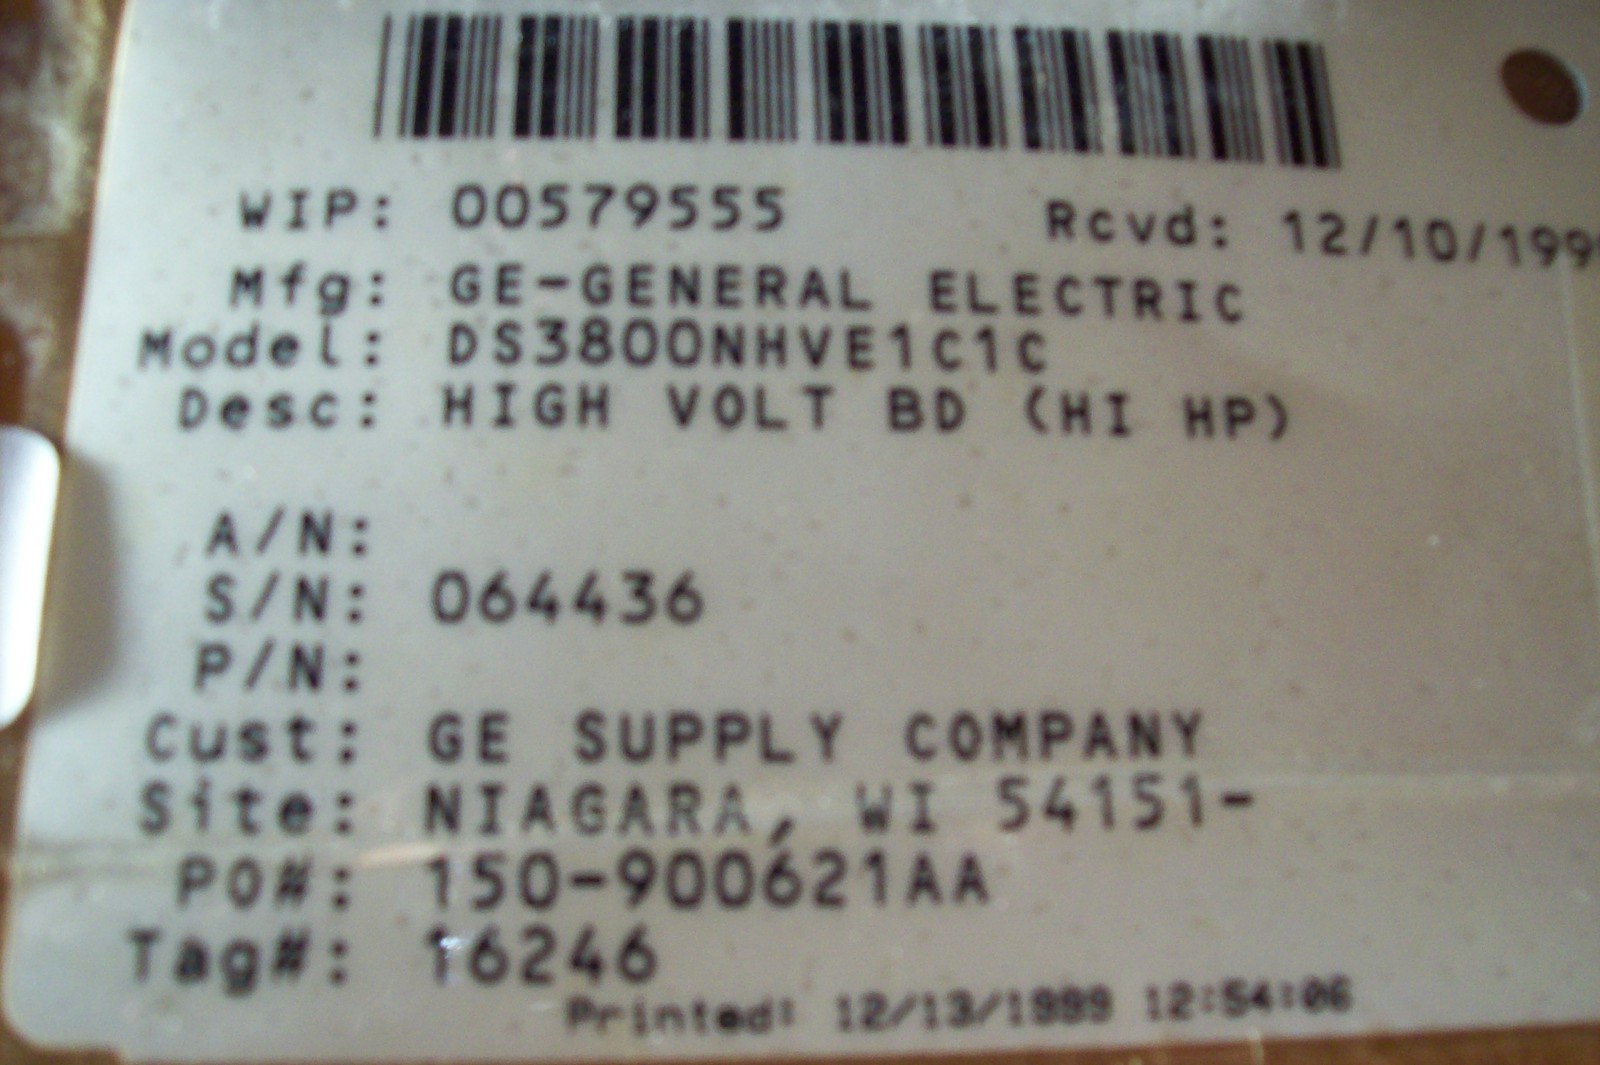 WIP: 00579555 Rcvd: 12/10/199
Mfg: GE-GENERAL ELECTRIC
Model: DS3800NHVE1C1C
Desc: HIGH VOLT BD (HI HP)
A/N:
S/N: 064436
P/N:
Cust: GE SUPPLY COMPANY
Site: NIAGARA, WI 54151-
PO#: 150-900621AA
Tag#: 16246
Printed: 12/13/1999 12:54:06